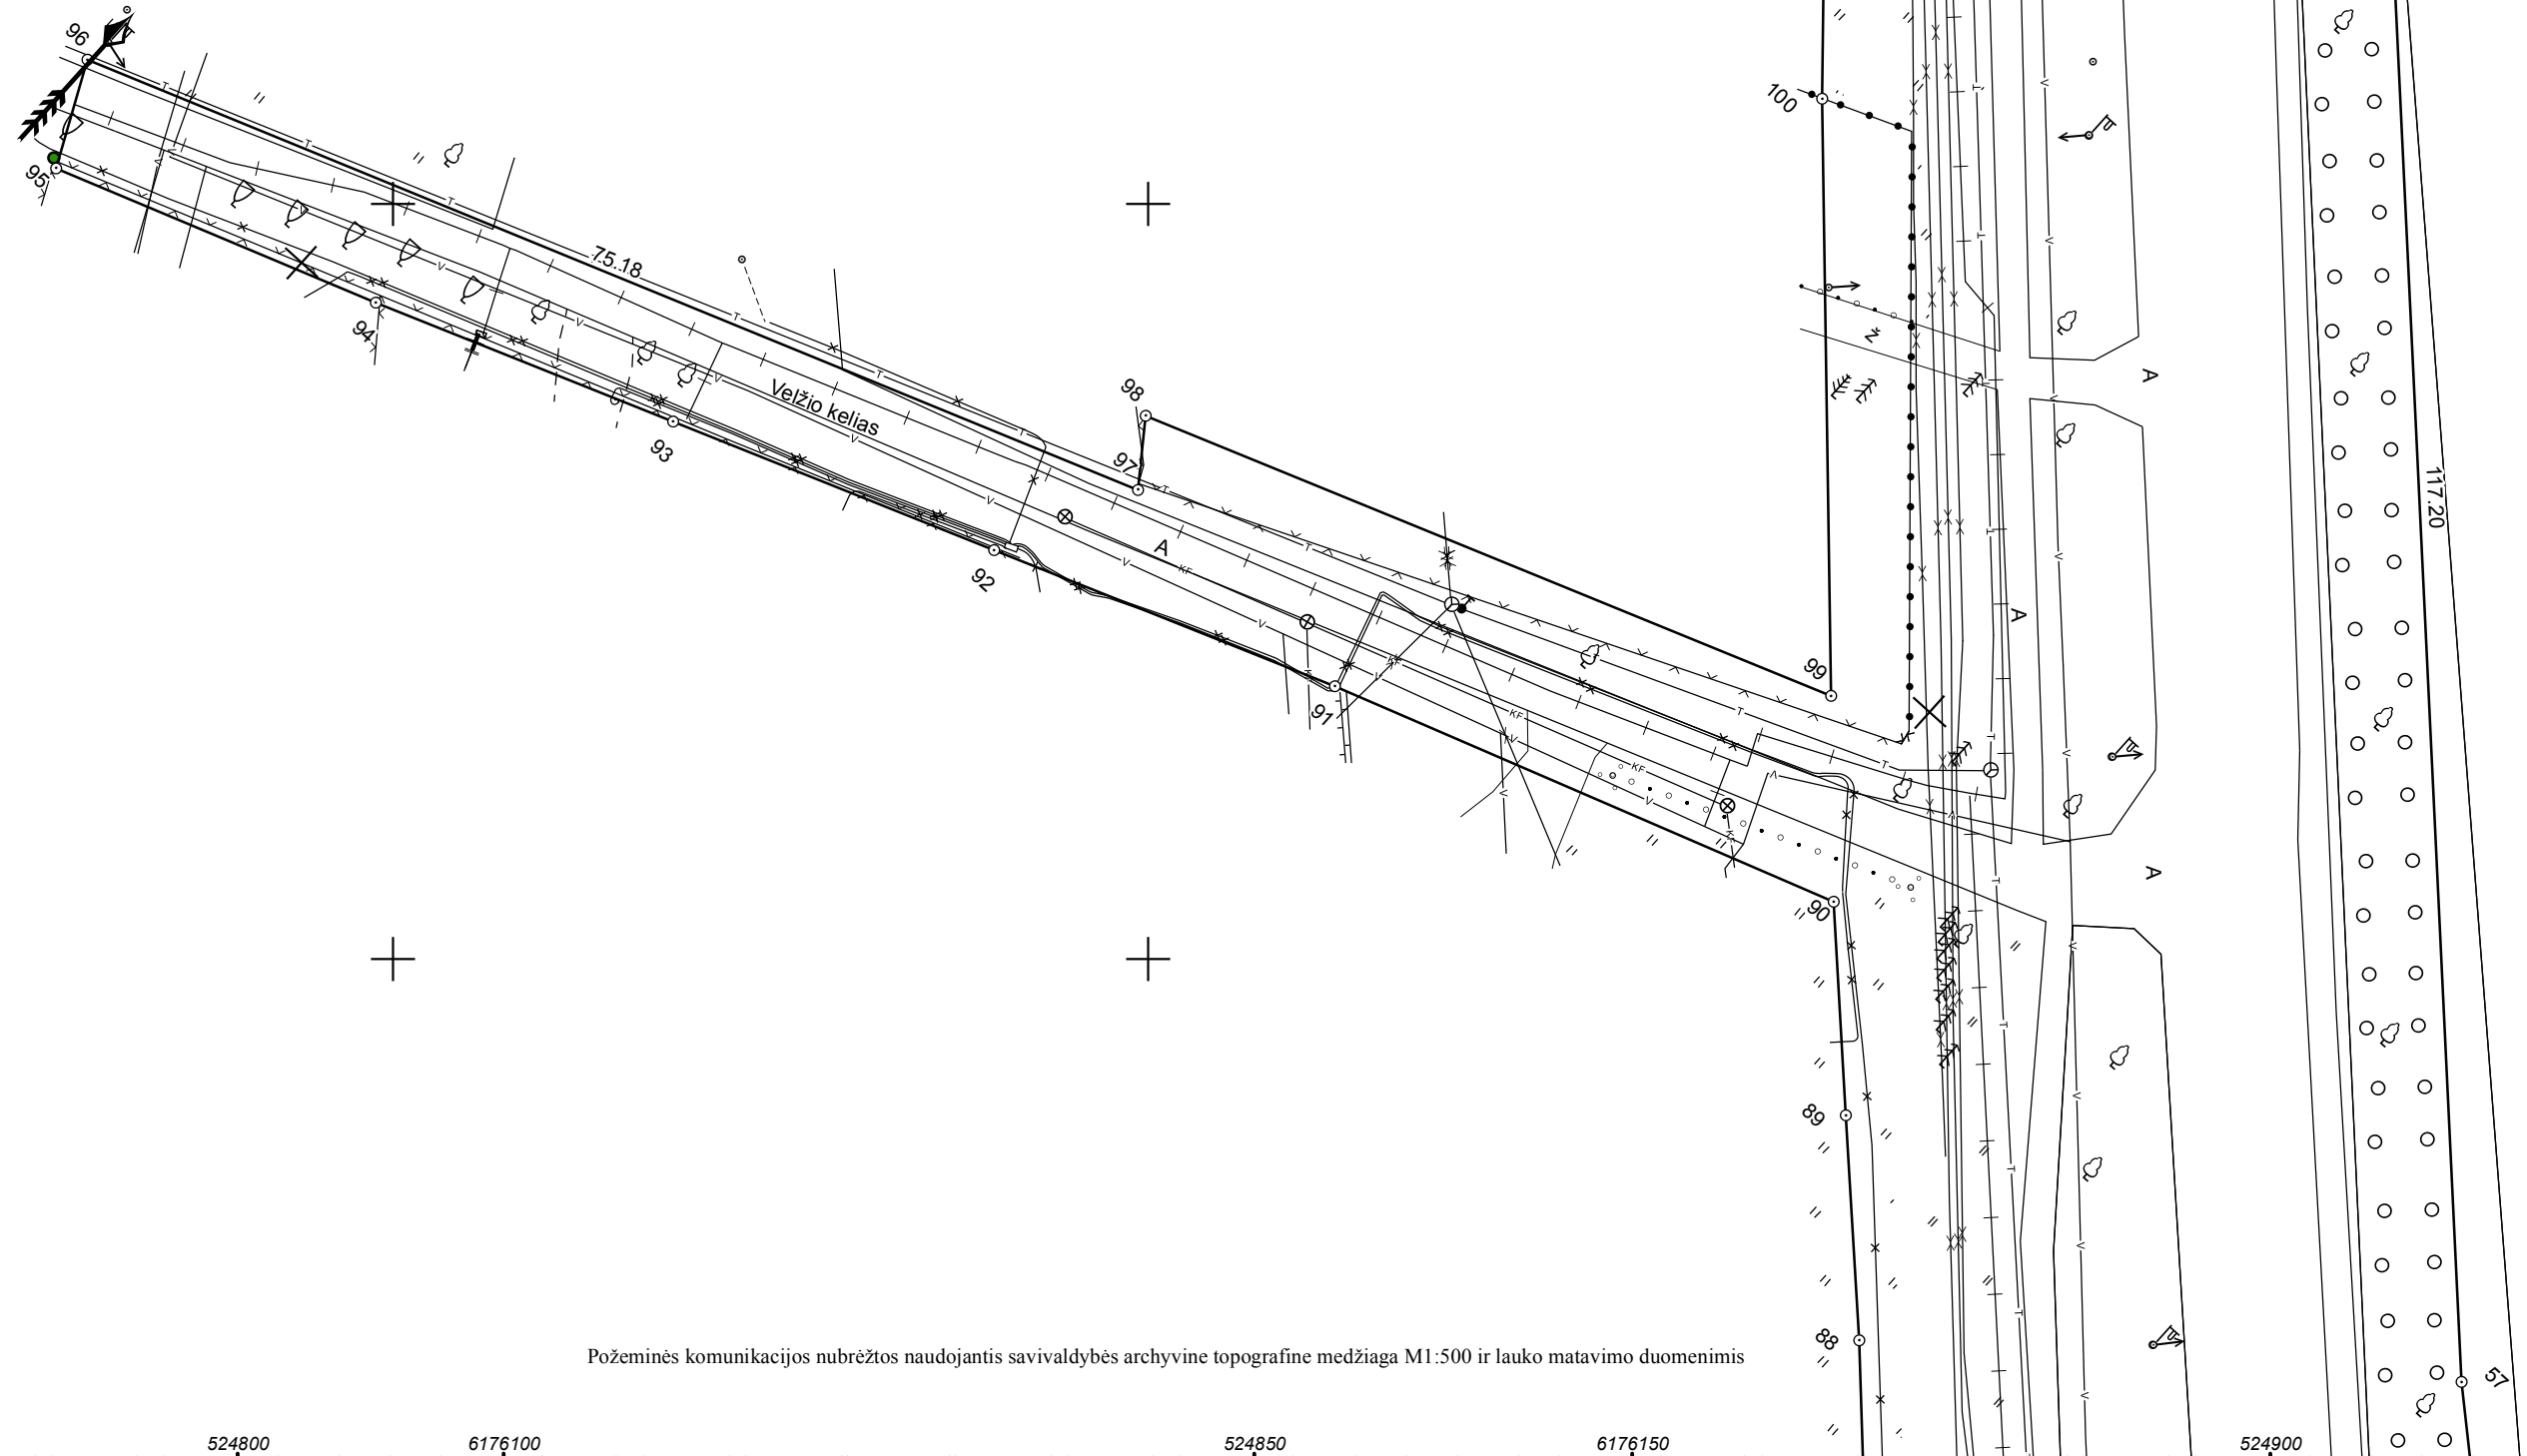 96
100
95
75.18
Ž
94
98
A
Velžio kelias
93
97
117.20
A
92
A
99
91
A
90
89
88
Požeminės komunikacijos nubrėžtos naudojantis savivaldybės archyvine topografine medžiaga M1:500 ir lauko matavimo duomenimis
57
524800 6176100 524850 6176150 524900